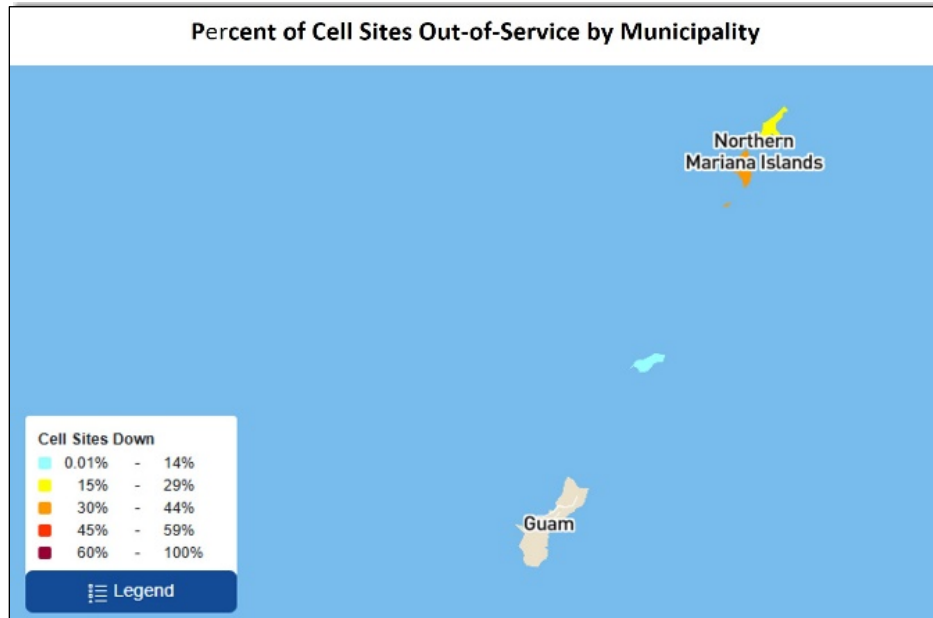 Percent of Cell Sites Out-of-Service by Municipality
Northern
Mariana Islands
Guam
Cell Sites Down
0.01% - 14%
15% - 29%
30% - 44%
45% - 59%
60% - 100%
Legend